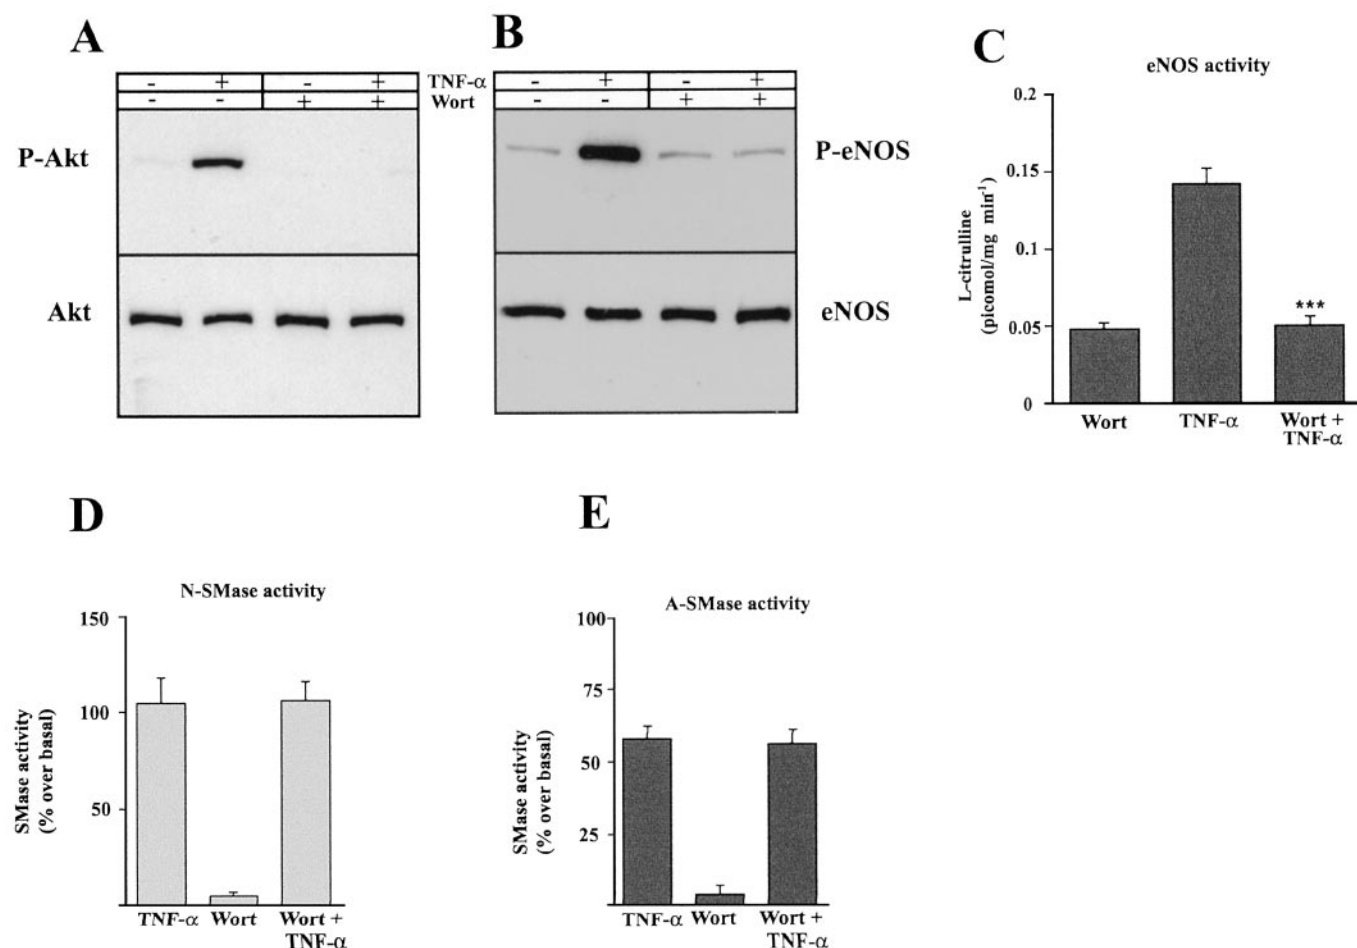 A
B
- + - + TNF-α - + - +
- - + + Wort - - + +
P-Akt
P-eNOS
Akt
eNOS
C
eNOS activity
L-citrulline
(picomol/mg min⁻¹)
0.2
0.15
0.1
0.05
0
***
Wort TNF-α Wort +
TNF-α
D
N-SMase activity
SMase activity
(% over basal)
150
100
50
TNF-α Wort Wort +
TNF-α
E
A-SMase activity
SMase activity
(% over basal)
100
75
50
25
TNF-α Wort Wort +
TNF-α